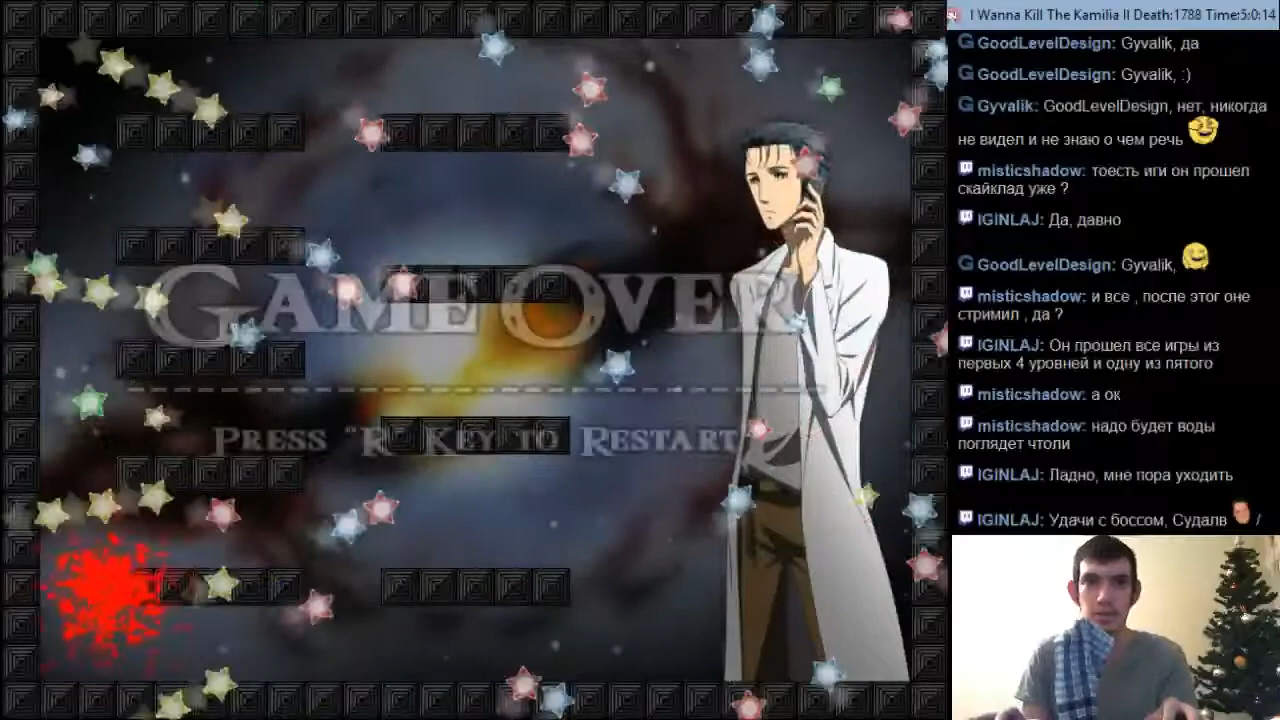 I Wanna Kill The Kamilia II Death:1788 Time:5:0:14
GoodLevelDesign: Gyvalik, да
GoodLevelDesign: Gyvalik, :)
Gyvalik: GoodLevelDesign, нет, никогда
не видел и не знаю о чем речь
misticshadow: тоесть иги он прошел
скайклад уже ?
IGINLAJ: Да, давно
GoodLevelDesign: Gyvalik,
misticshadow: и все , после этог оне
стримил , да ?
IGINLAJ: Он прошел все игры из
первых 4 уровней и одну из пятого
misticshadow: а ок
misticshadow: надо будет воды
поглядет чтоли
IGINLAJ: Ладно, мне пора уходить
IGINLAJ: Удачи с боссом, Судалв /
GAME OVER
PRESS "R" KEY TO RESTART